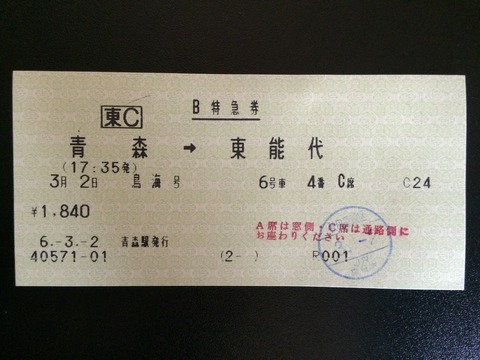 東C
B特急券
青森 → 東能代
(17:35発)
3月 2日 鳥海号 6号車 4番 C席 C24
¥1,840
A席は窓側・C席は通路側に
お座わりください
6.-3.-2 青森駅発行
40571-01 (2- ) R001